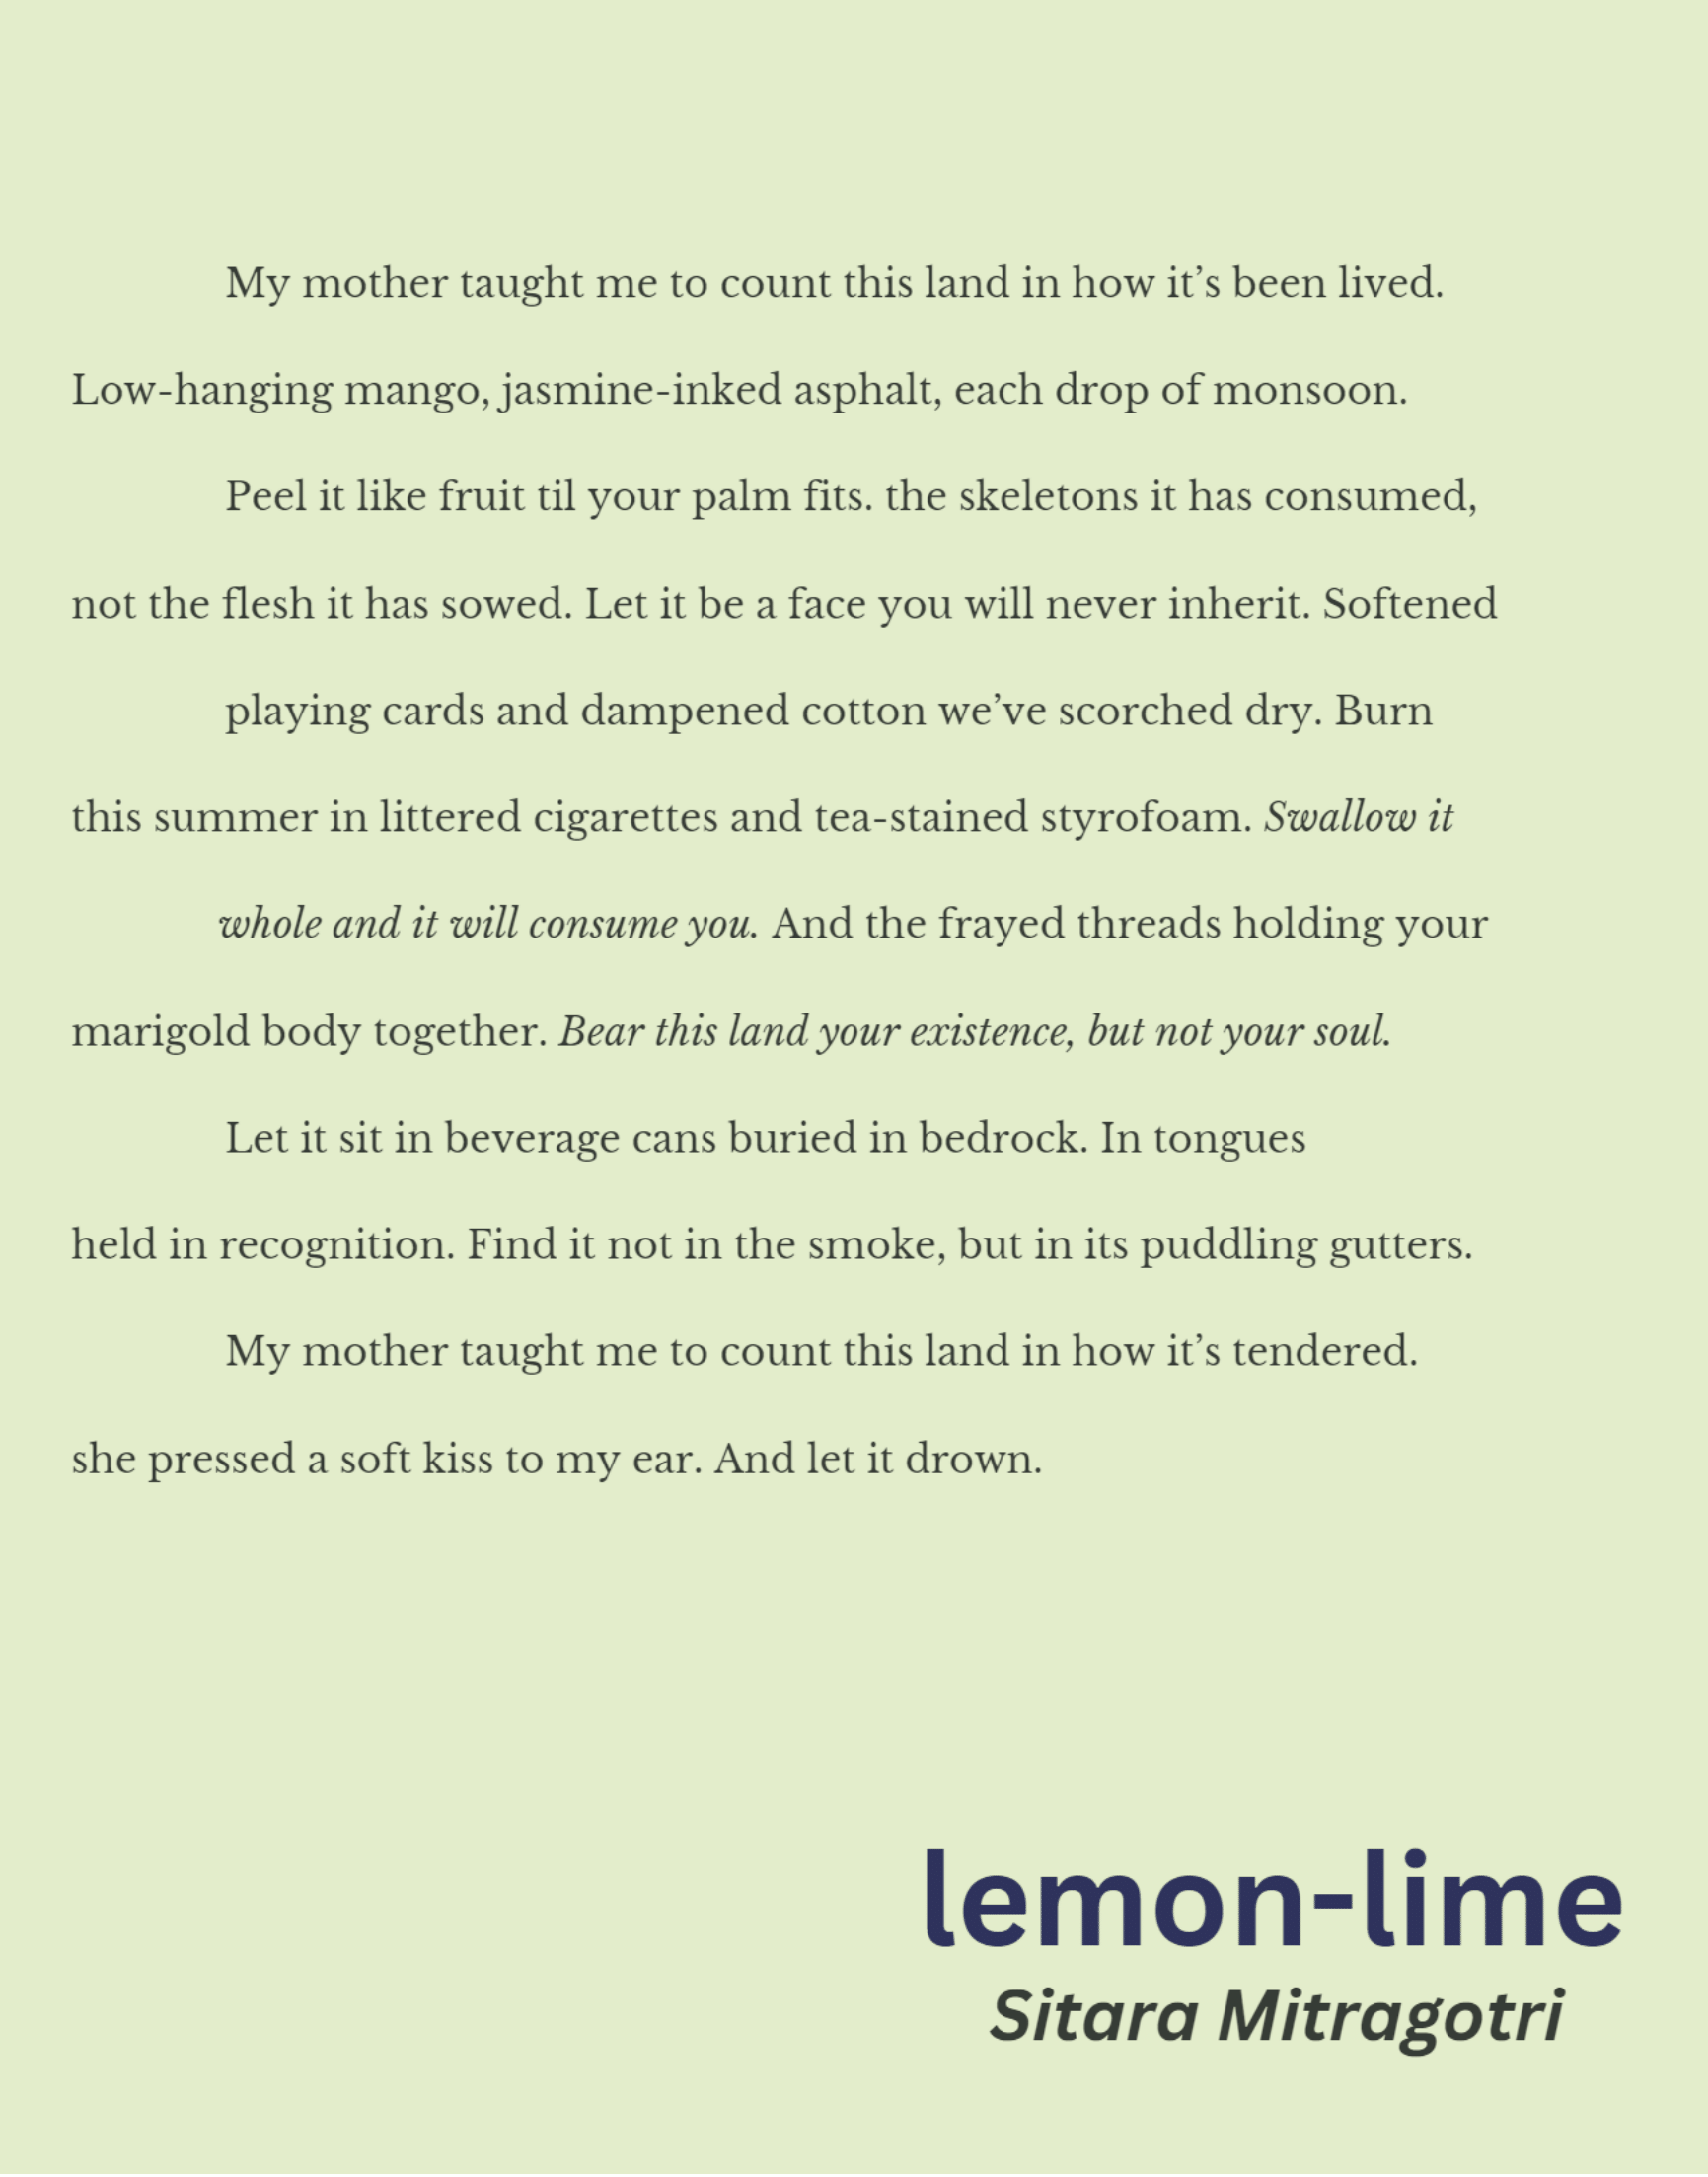 My mother taught me to count this land in how it’s been lived.
Low-hanging mango, jasmine-inked asphalt, each drop of monsoon.
Peel it like fruit til your palm fits. the skeletons it has consumed,
not the flesh it has sowed. Let it be a face you will never inherit. Softened
playing cards and dampened cotton we’ve scorched dry. Burn
this summer in littered cigarettes and tea-stained styrofoam. Swallow it
whole and it will consume you. And the frayed threads holding your
marigold body together. Bear this land your existence, but not your soul.
Let it sit in beverage cans buried in bedrock. In tongues
held in recognition. Find it not in the smoke, but in its puddling gutters.
My mother taught me to count this land in how it’s tendered.
she pressed a soft kiss to my ear. And let it drown.
lemon-lime
Sitara Mitragotri